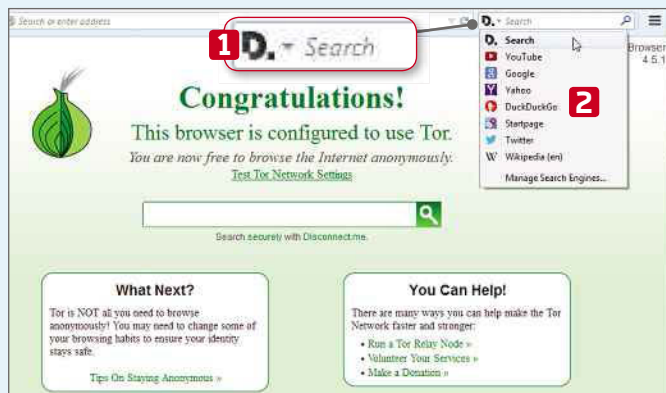 Search or enter address
D. Search
1
D. Search
D. Search
YouTube
Google
Yahoo
DuckDuckGo
Startpage
Twitter
W Wikipedia (en)
Manage Search Engines...
2
Browser
4.5.1
Congratulations!
This browser is configured to use Tor.
You are now free to browse the Internet anonymously.
Test Tor Network Settings
Search securely with Disconnect.me.
What Next?
Tor is NOT all you need to browse
anonymously! You may need to change some of
your browsing habits to ensure your identity
stays safe.
Tips On Staying Anonymous »
You Can Help!
There are many ways you can help make the Tor
Network faster and stronger:
• Run a Tor Relay Node »
• Volunteer Your Services »
• Make a Donation »